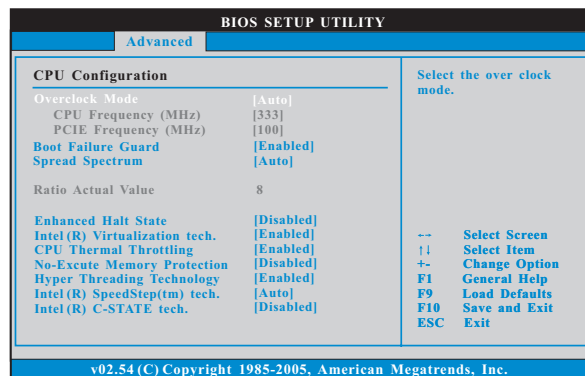 BIOS SETUP UTILITY
Advanced
CPU Configuration
Overclock Mode [Auto]
CPU Frequency (MHz) [333]
PCIE Frequency (MHz) [100]
Boot Failure Guard [Enabled]
Spread Spectrum [Auto]
Ratio Actual Value 8
Enhanced Halt State [Disabled]
Intel (R) Virtualization tech. [Enabled]
CPU Thermal Throttling [Enabled]
No-Excute Memory Protection [Disabled]
Hyper Threading Technology [Enabled]
Intel (R) SpeedStep(tm) tech. [Auto]
Intel (R) C-STATE tech. [Disabled]
Select the over clock
mode.
←→ Select Screen
↑↓ Select Item
+- Change Option
F1 General Help
F9 Load Defaults
F10 Save and Exit
ESC Exit
v02.54 (C) Copyright 1985-2005, American Megatrends, Inc.